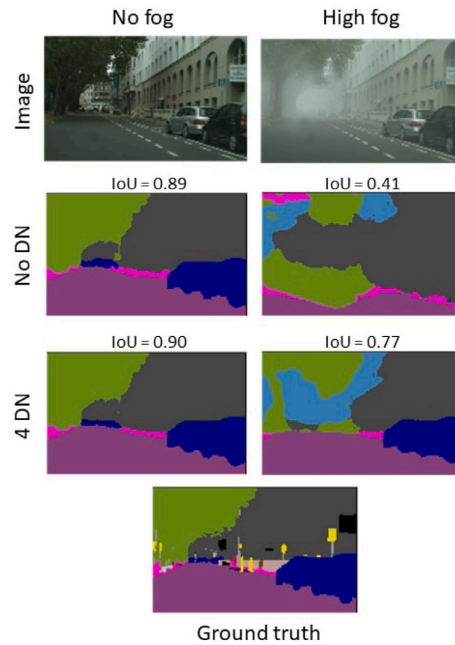 No fog
High fog
Image
IoU = 0.89
IoU = 0.41
No DN
IoU = 0.90
IoU = 0.77
4 DN
Ground truth